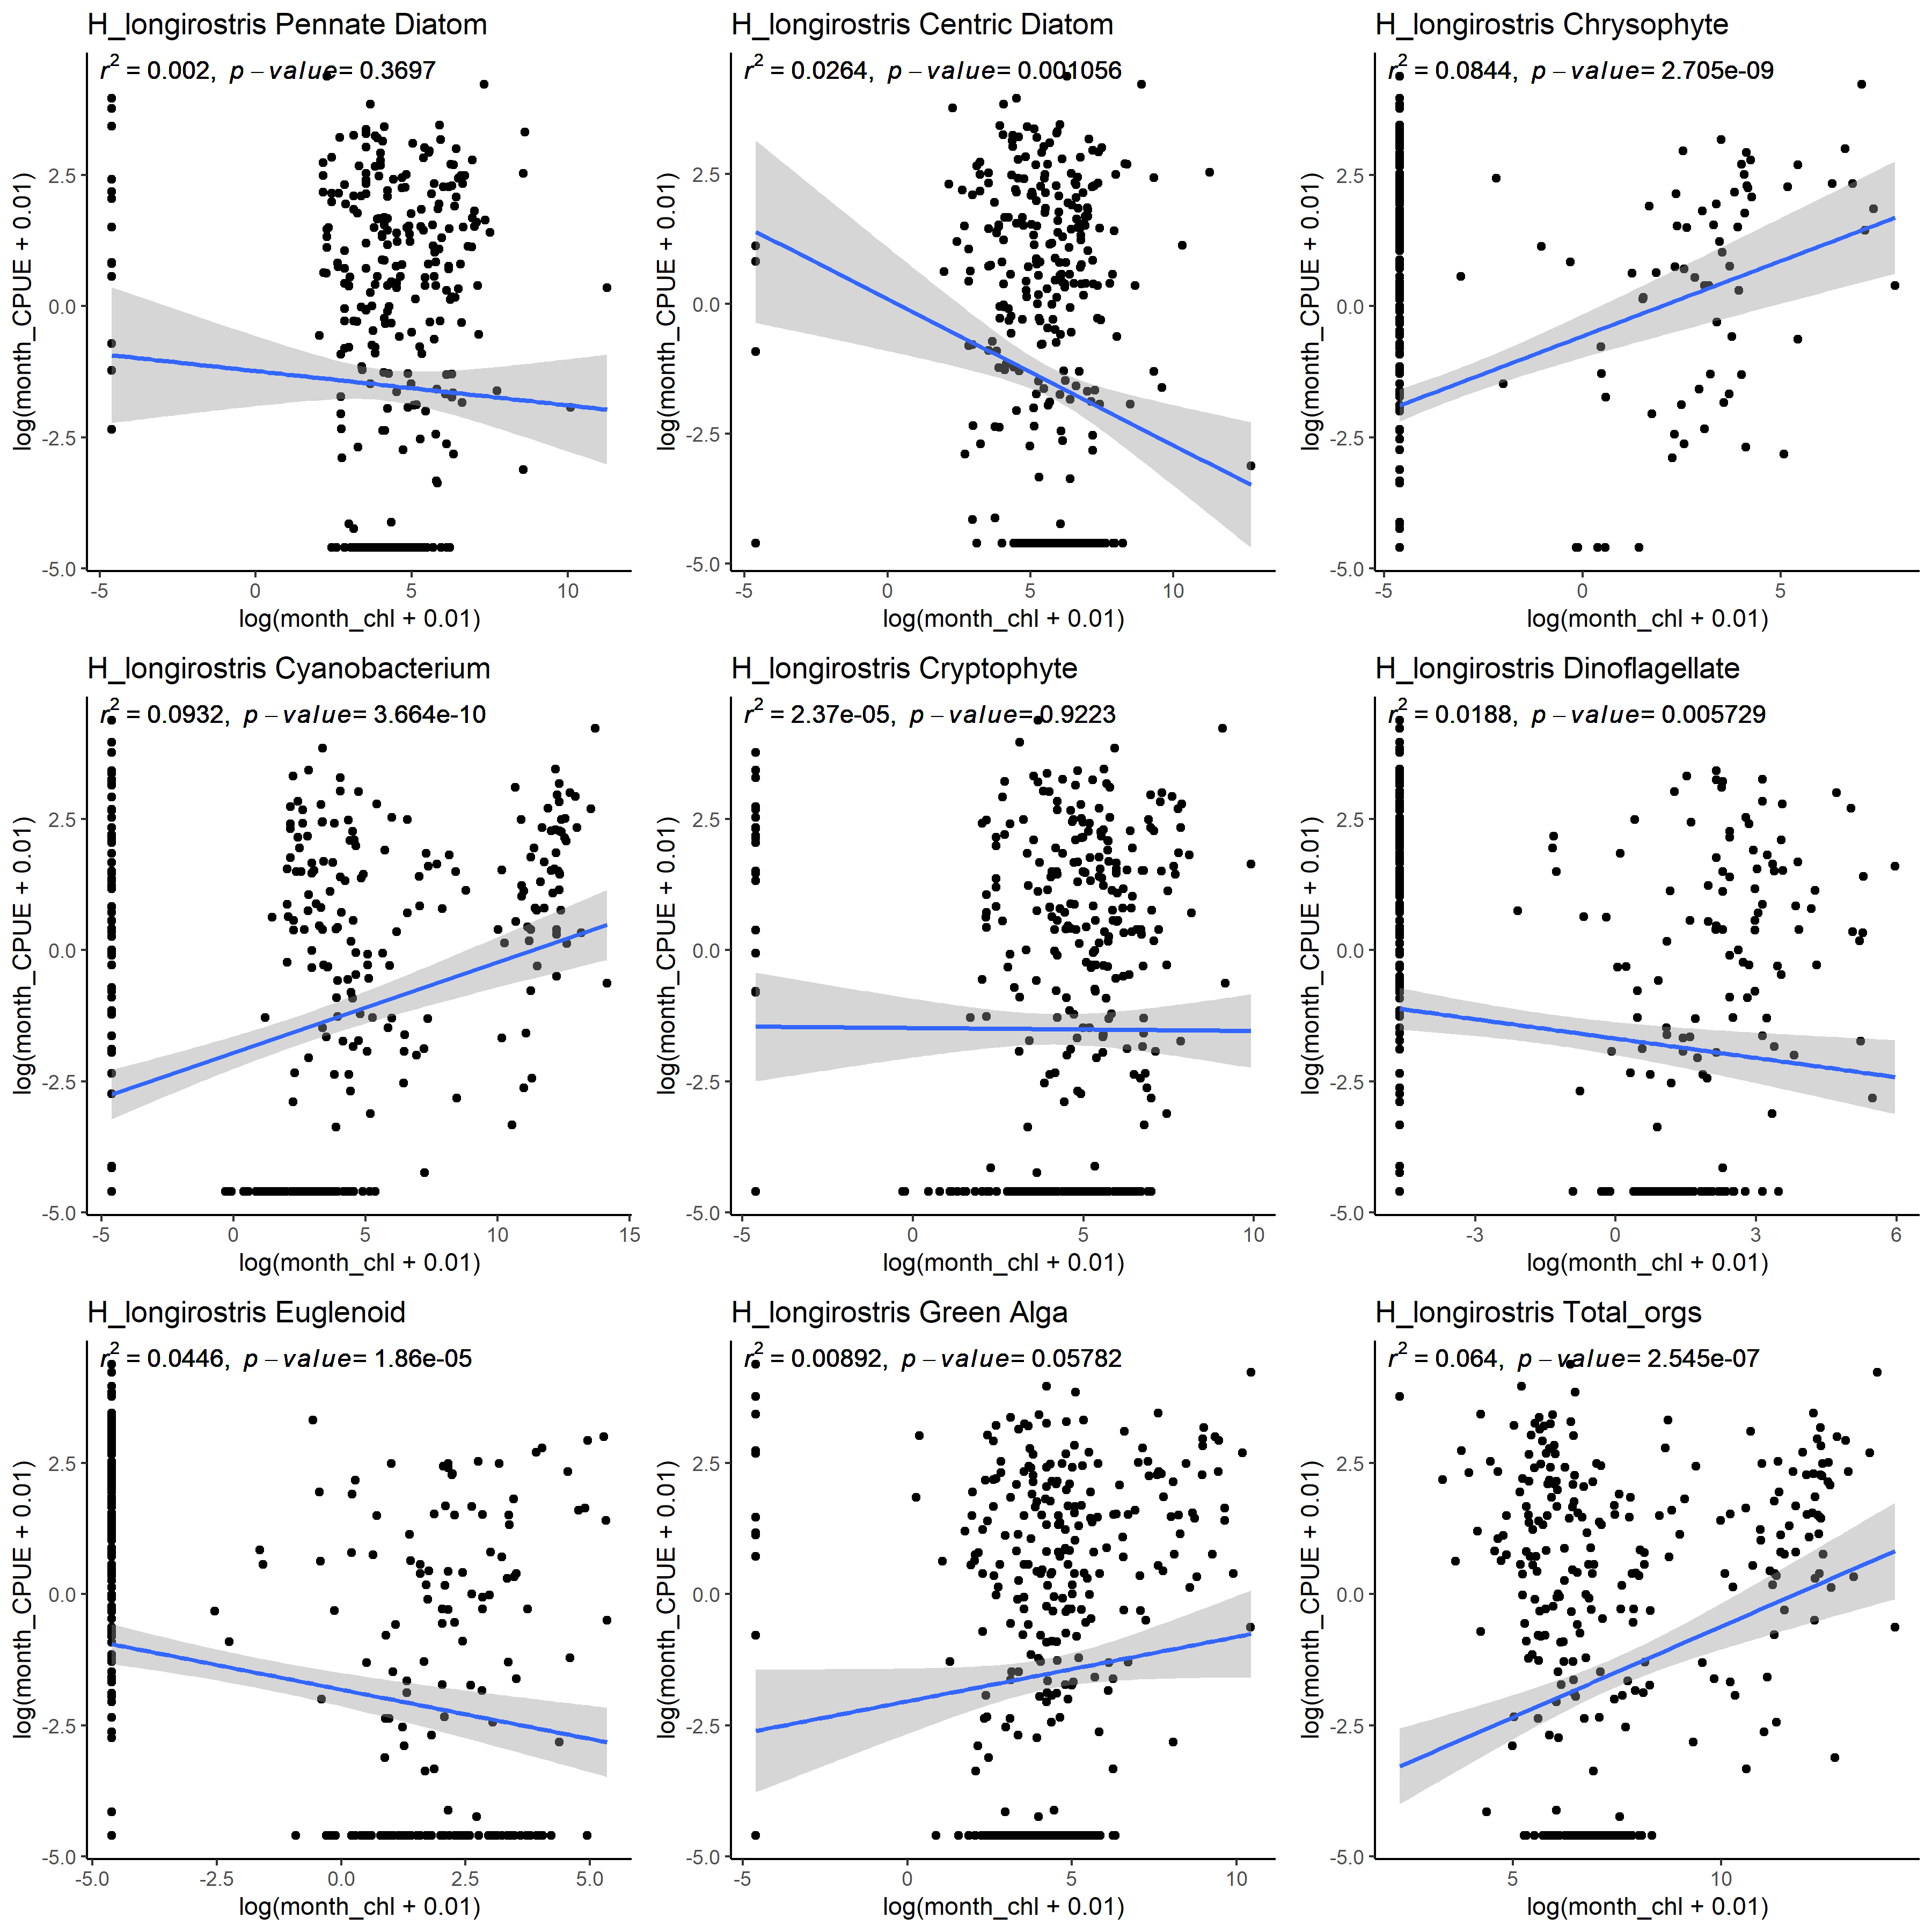 H_longirostris Pennate Diatom
r² = 0.002, p − value= 0.3697
log(month_CPUE + 0.01)
2.5
0.0
-2.5
-5.0
-5 0 5 10
log(month_chl + 0.01)
H_longirostris Centric Diatom
r² = 0.0264, p − value= 0.001056
log(month_CPUE + 0.01)
2.5
0.0
-2.5
-5.0
-5 0 5 10
log(month_chl + 0.01)
H_longirostris Chrysophyte
r² = 0.0844, p − value= 2.705e-09
log(month_CPUE + 0.01)
2.5
0.0
-2.5
-5.0
-5 0 5
log(month_chl + 0.01)
H_longirostris Cyanobacterium
r² = 0.0932, p − value= 3.664e-10
log(month_CPUE + 0.01)
2.5
0.0
-2.5
-5.0
-5 0 5 10 15
log(month_chl + 0.01)
H_longirostris Cryptophyte
r² = 2.37e-05, p − value= 0.9223
log(month_CPUE + 0.01)
2.5
0.0
-2.5
-5.0
-5 0 5 10
log(month_chl + 0.01)
H_longirostris Dinoflagellate
r² = 0.0188, p − value= 0.005729
log(month_CPUE + 0.01)
2.5
0.0
-2.5
-5.0
-3 0 3 6
log(month_chl + 0.01)
H_longirostris Euglenoid
r² = 0.0446, p − value= 1.86e-05
log(month_CPUE + 0.01)
2.5
0.0
-2.5
-5.0
-5.0 -2.5 0.0 2.5 5.0
log(month_chl + 0.01)
H_longirostris Green Alga
r² = 0.00892, p − value= 0.05782
log(month_CPUE + 0.01)
2.5
0.0
-2.5
-5.0
-5 0 5 10
log(month_chl + 0.01)
H_longirostris Total_orgs
r² = 0.064, p − value= 2.545e-07
log(month_CPUE + 0.01)
2.5
0.0
-2.5
-5.0
5 10
log(month_chl + 0.01)